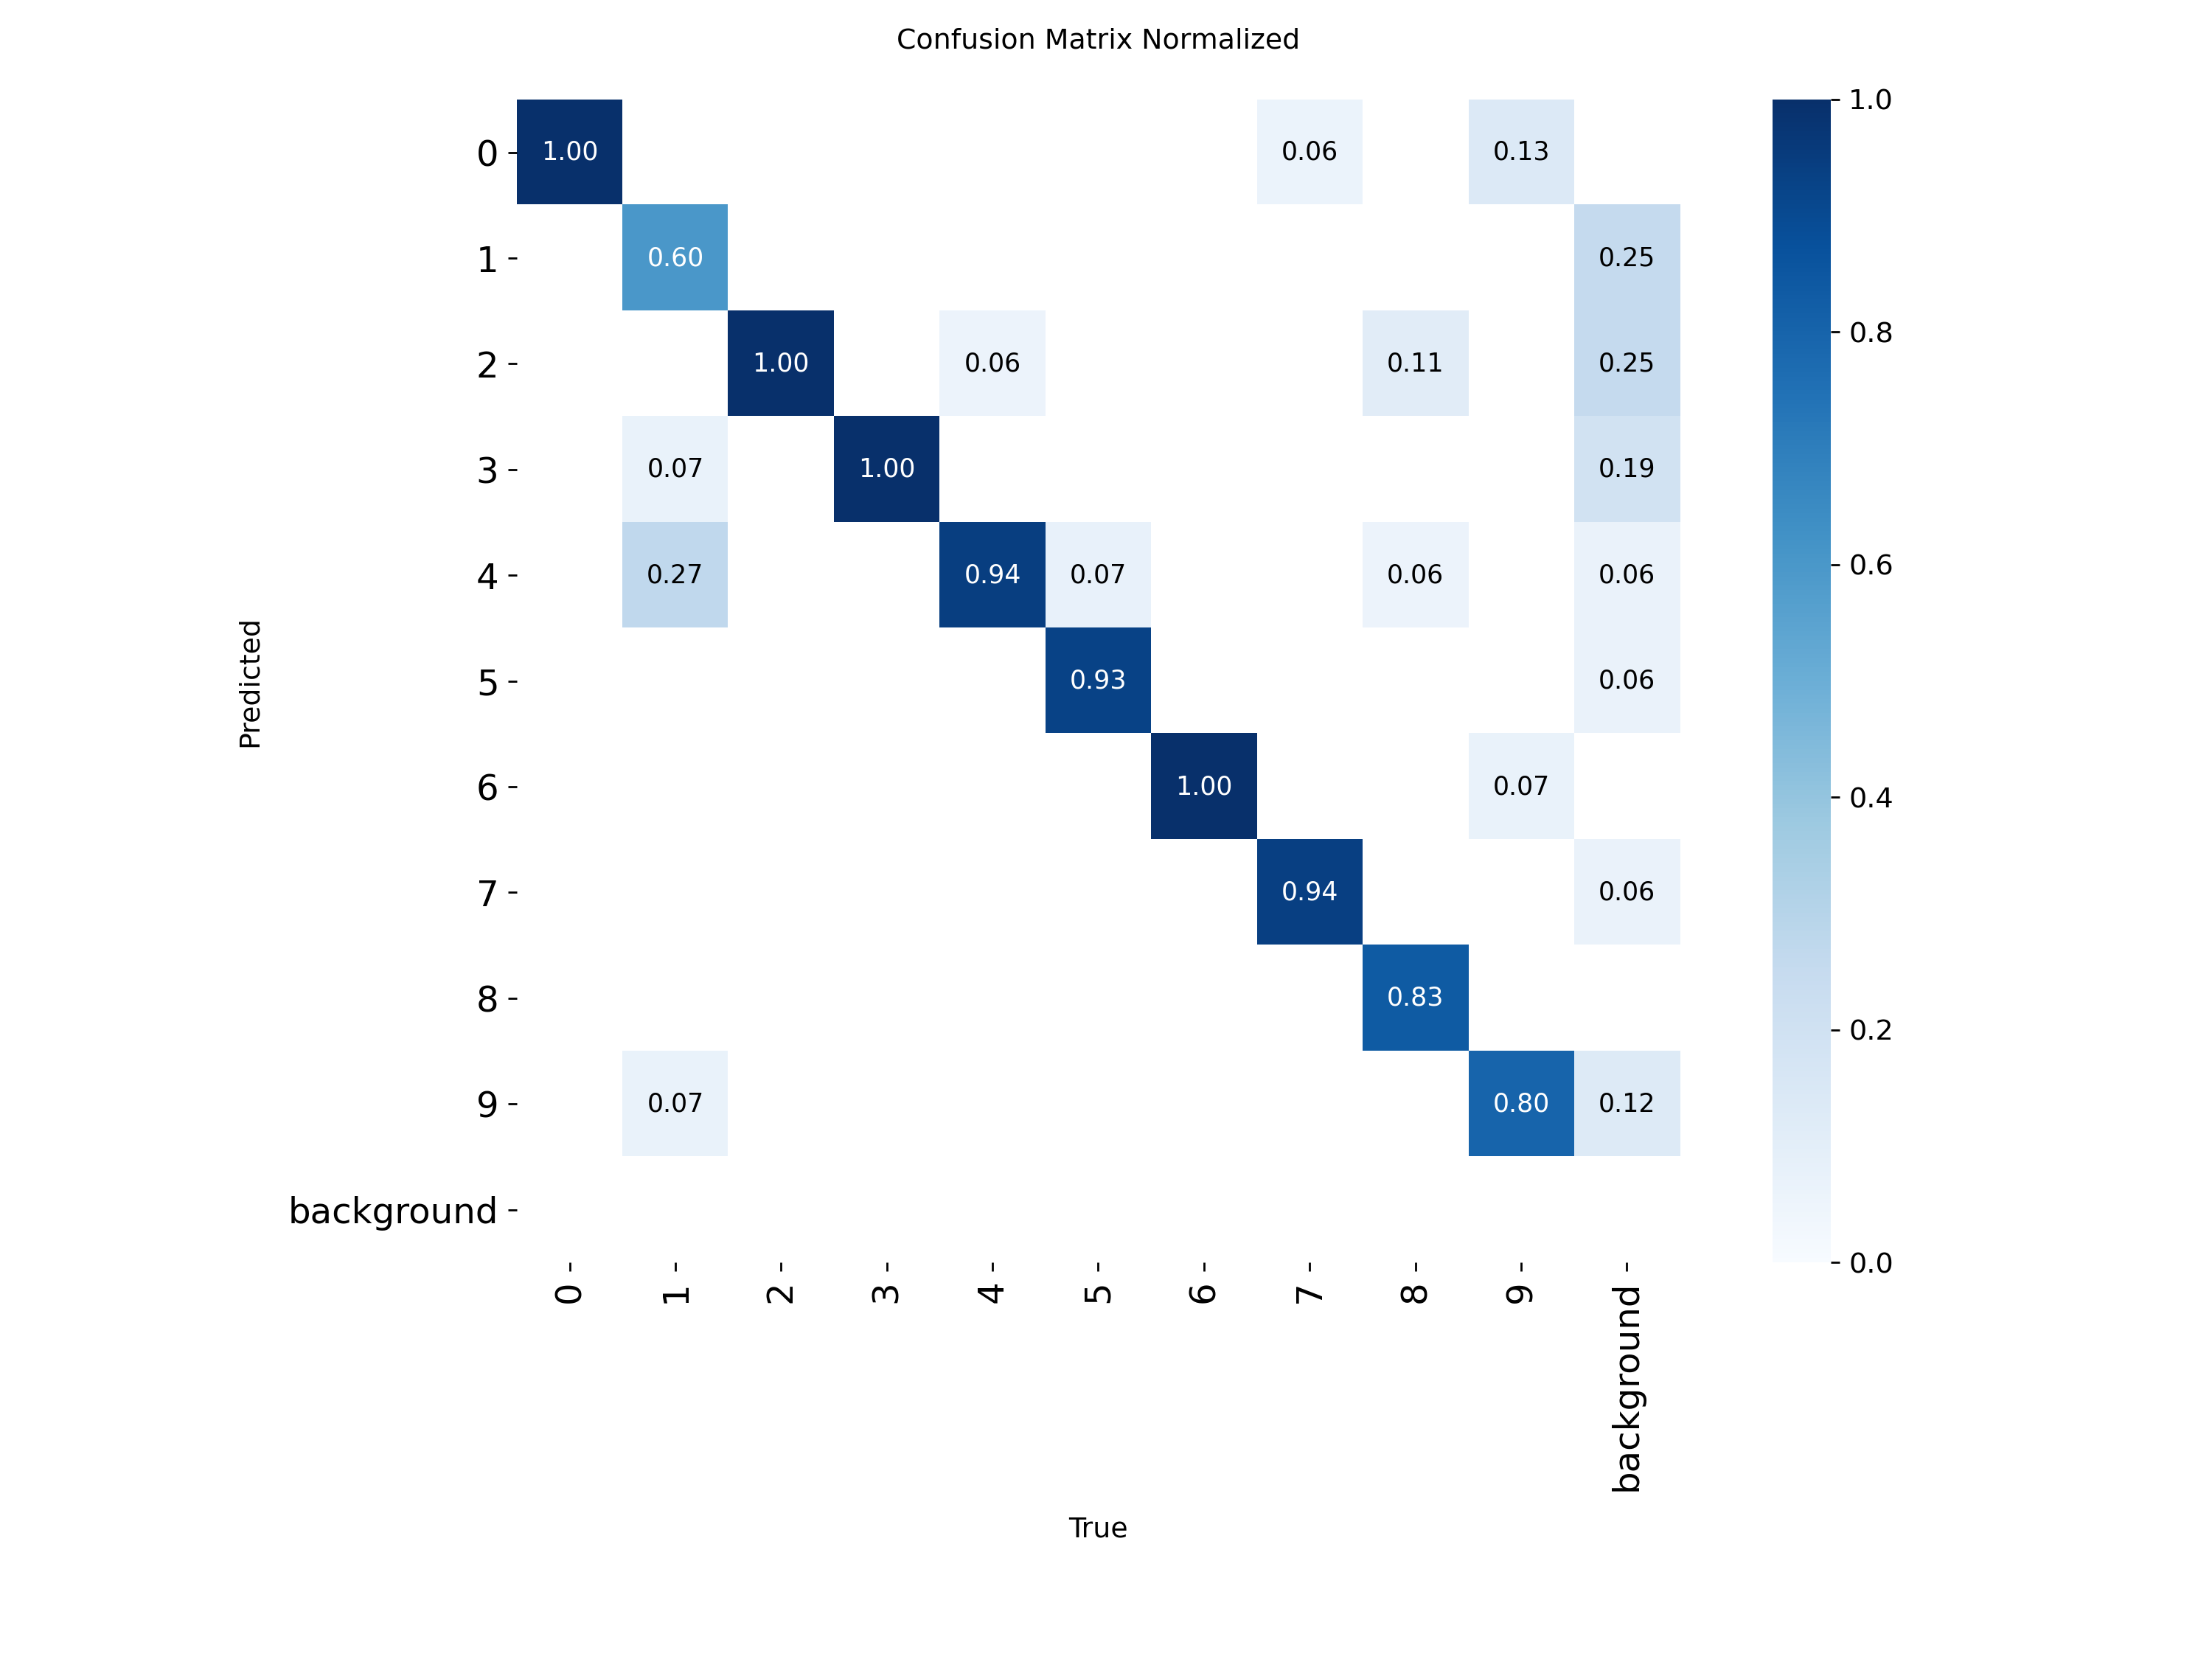 Confusion Matrix Normalized
0 1.00 0.06 0.13
1 0.60 0.25
2 1.00 0.06 0.11 0.25
3 0.07 1.00 0.19
4 0.27 0.94 0.07 0.06 0.06
5 0.93 0.06
6 1.00 0.07
7 0.94 0.06
8 0.83
9 0.07 0.80 0.12
background
0 1 2 3 4 5 6 7 8 9 background
Predicted
True
1.0
0.8
0.6
0.4
0.2
0.0